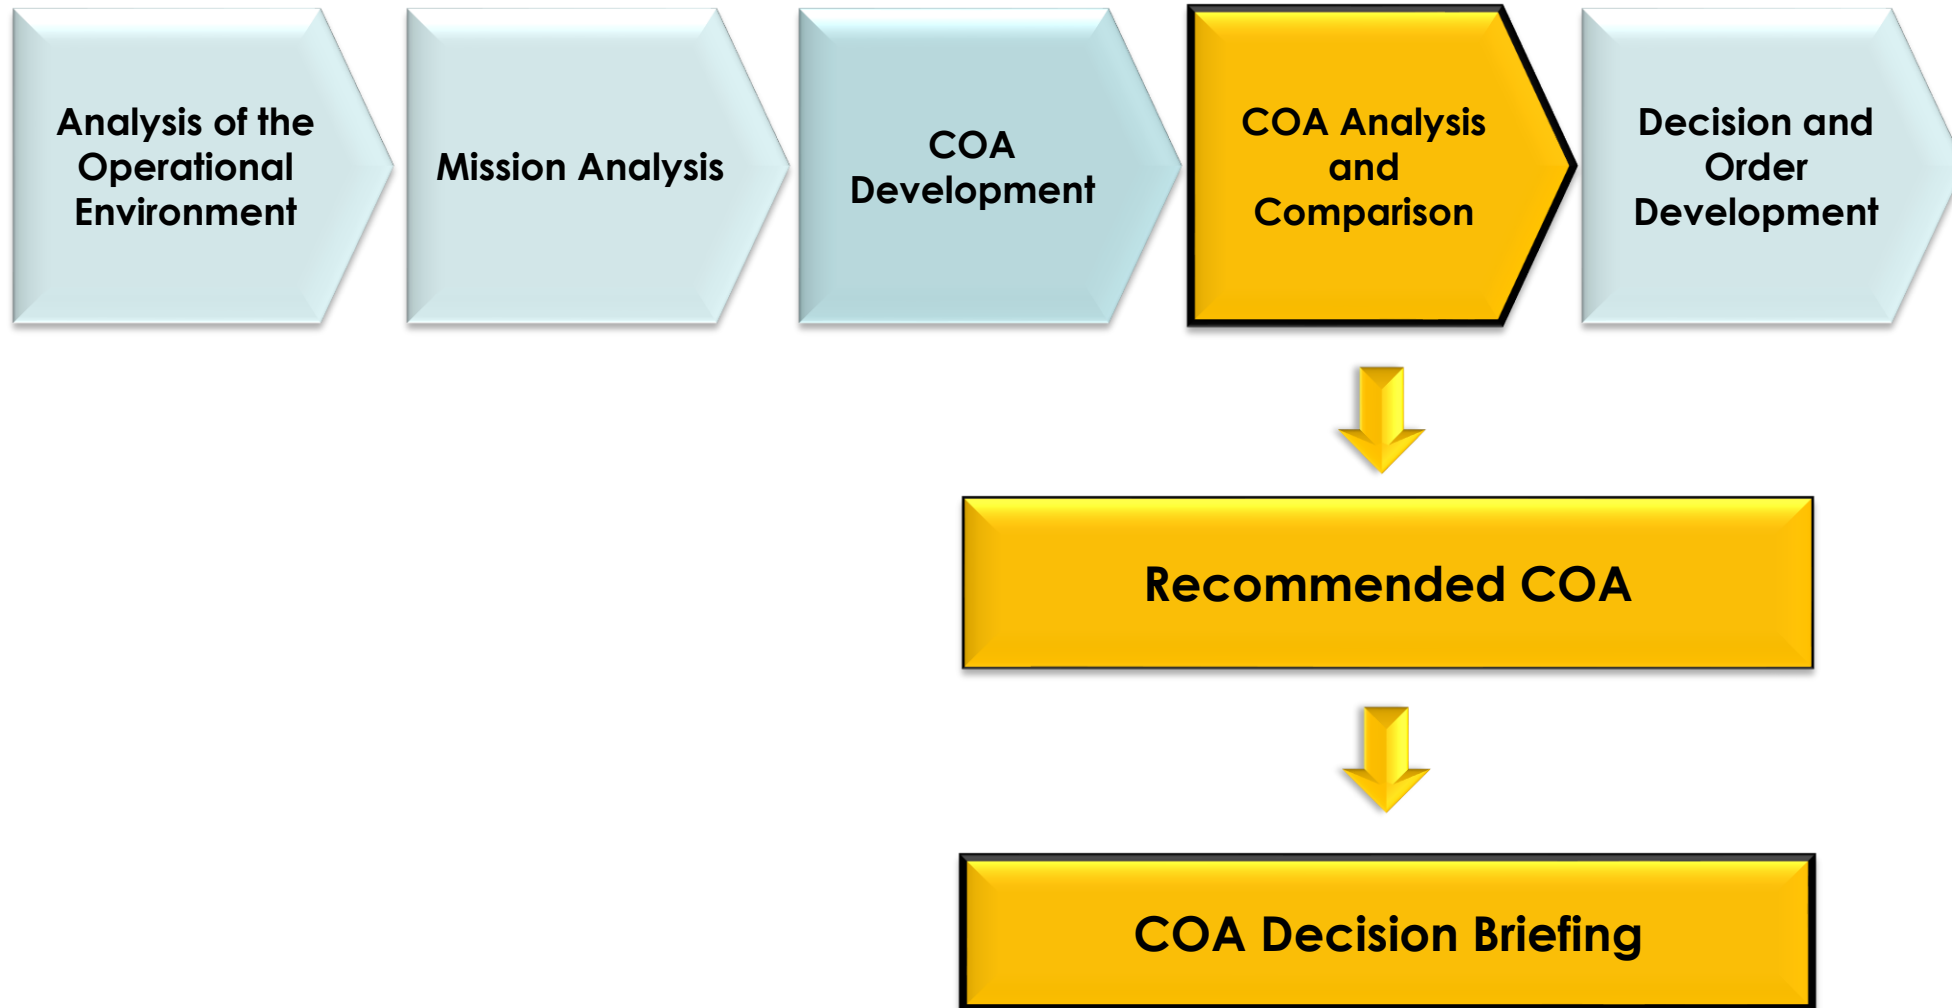 Analysis of the
Operational
Environment
Mission Analysis
COA
Development
COA Analysis
and
Comparison
Decision and
Order
Development
Recommended COA
COA Decision Briefing